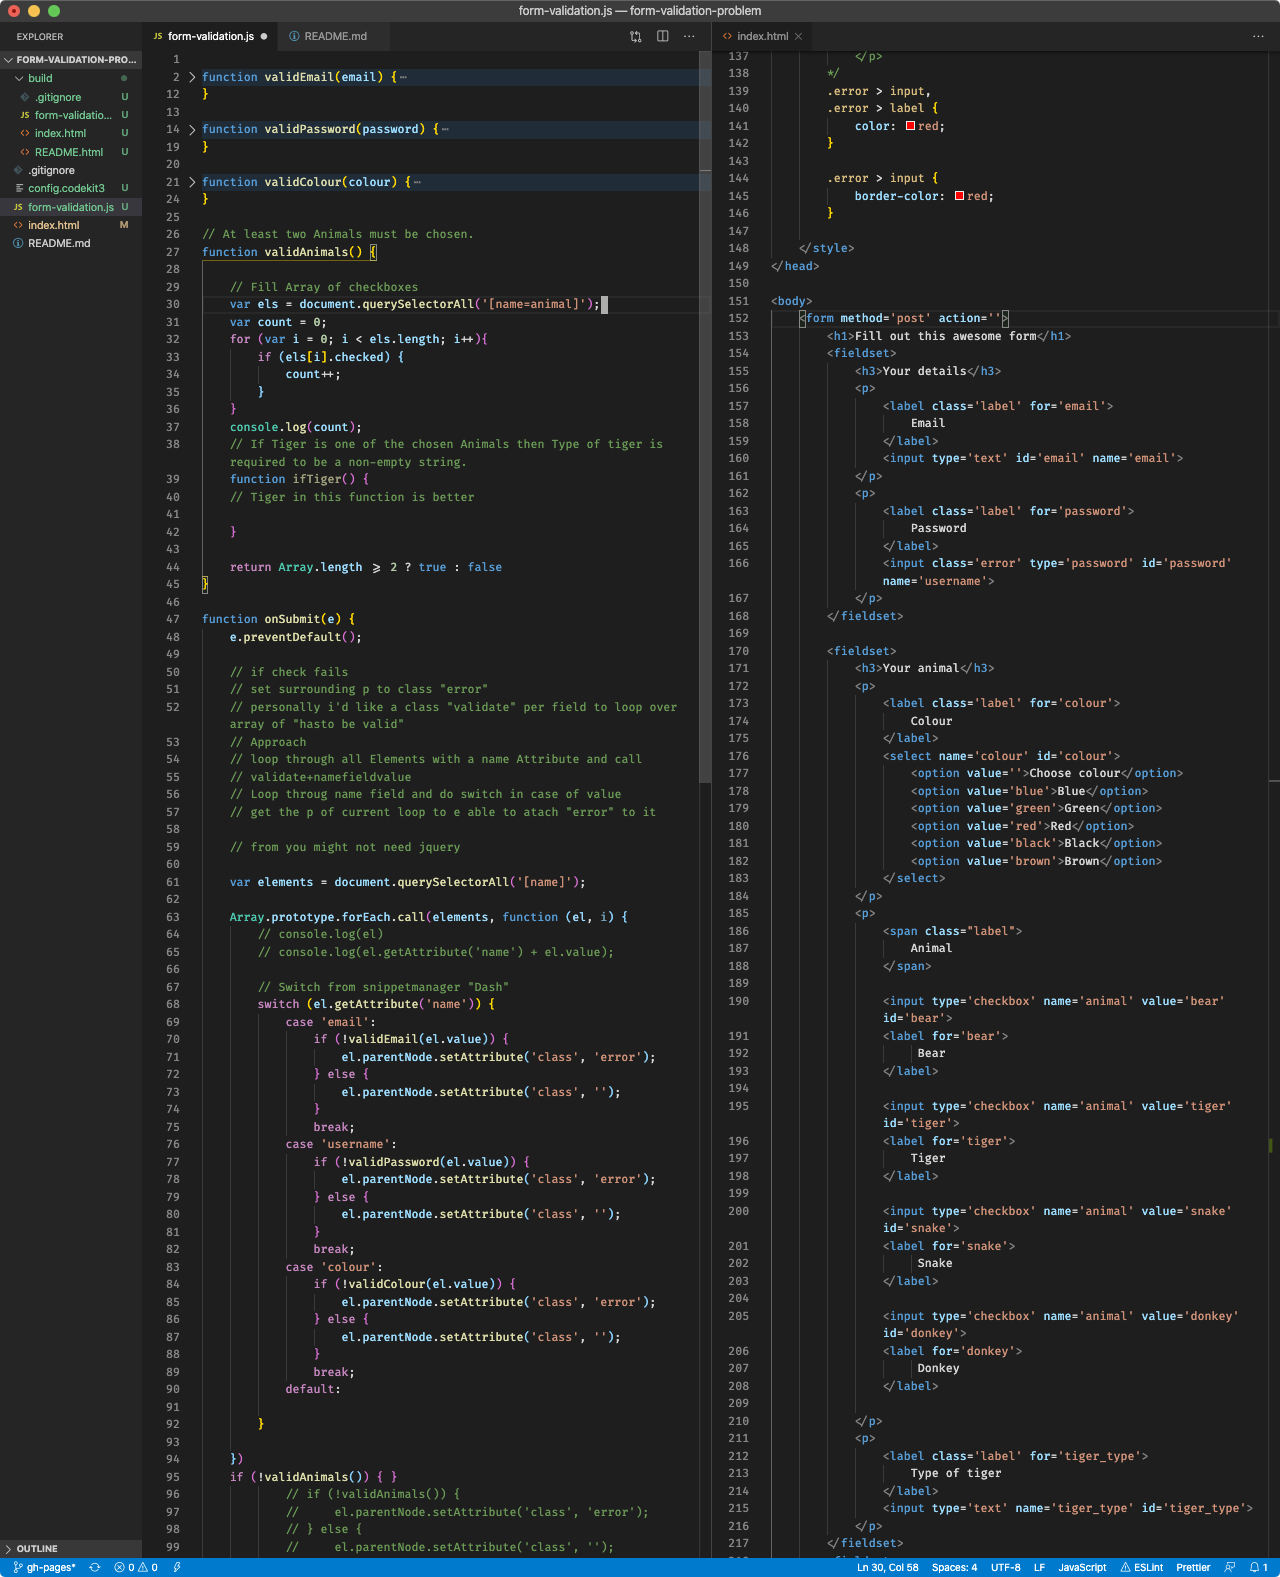 form-validation.js — form-validation-problem
EXPLORER
FORM-VALIDATION-PRO...
build
.gitignore U
JS form-validatio... U
index.html U
README.html U
.gitignore
config.codekit3 U
JS form-validation.js U
index.html M
README.md
OUTLINE
JS form-validation.js
README.md
1
2 function validEmail(email) {
12 }
13
14 function validPassword(password) {
19 }
20
21 function validColour(colour) {
24 }
25
26 // At least two Animals must be chosen.
27 function validAnimals() {
28
29 // Fill Array of checkboxes
30 var els = document.querySelectorAll('[name=animal]');
31 var count = 0;
32 for (var i = 0; i < els.length; i++){
33 if (els[i].checked) {
34 count++;
35 }
36 }
37 console.log(count);
38 // If Tiger is one of the chosen Animals then Type of tiger is
required to be a non-empty string.
39 function ifTiger() {
40 // Tiger in this function is better
41
42 }
43
44 return Array.length >= 2 ? true : false
45 }
46
47 function onSubmit(e) {
48 e.preventDefault();
49
50 // if check fails
51 // set surrounding p to class "error"
52 // personally i'd like a class "validate" per field to loop over
array of "hasto be valid"
53 // Approach
54 // loop through all Elements with a name Attribute and call
55 // validate+namefieldvalue
56 // Loop throug name field and do switch in case of value
57 // get the p of current loop to e able to atach "error" to it
58
59 // from you might not need jquery
60
61 var elements = document.querySelectorAll('[name]');
62
63 Array.prototype.forEach.call(elements, function (el, i) {
64 // console.log(el)
65 // console.log(el.getAttribute('name') + el.value);
66
67 // Switch from snippetmanager "Dash"
68 switch (el.getAttribute('name')) {
69 case 'email':
70 if (!validEmail(el.value)) {
71 el.parentNode.setAttribute('class', 'error');
72 } else {
73 el.parentNode.setAttribute('class', '');
74 }
75 break;
76 case 'username':
77 if (!validPassword(el.value)) {
78 el.parentNode.setAttribute('class', 'error');
79 } else {
80 el.parentNode.setAttribute('class', '');
81 }
82 break;
83 case 'colour':
84 if (!validColour(el.value)) {
85 el.parentNode.setAttribute('class', 'error');
86 } else {
87 el.parentNode.setAttribute('class', '');
88 }
89 break;
90 default:
91
92 }
93
94 })
95 if (!validAnimals()) { }
96 // if (!validAnimals()) {
97 // el.parentNode.setAttribute('class', 'error');
98 // } else {
99 // el.parentNode.setAttribute('class', '');
index.html
137 </p>
138 */
139 .error > input,
140 .error > label {
141 color: red;
142 }
143
144 .error > input {
145 border-color: red;
146 }
147
148 </style>
149 </head>
150
151 <body>
152 <form method='post' action=''>
153 <h1>Fill out this awesome form</h1>
154 <fieldset>
155 <h3>Your details</h3>
156 <p>
157 <label class='label' for='email'>
158 Email
159 </label>
160 <input type='text' id='email' name='email'>
161 </p>
162 <p>
163 <label class='label' for='password'>
164 Password
165 </label>
166 <input class='error' type='password' id='password'
name='username'>
167 </p>
168 </fieldset>
169
170 <fieldset>
171 <h3>Your animal</h3>
172 <p>
173 <label class='label' for='colour'>
174 Colour
175 </label>
176 <select name='colour' id='colour'>
177 <option value=''>Choose colour</option>
178 <option value='blue'>Blue</option>
179 <option value='green'>Green</option>
180 <option value='red'>Red</option>
181 <option value='black'>Black</option>
182 <option value='brown'>Brown</option>
183 </select>
184 </p>
185 <p>
186 <span class="label">
187 Animal
188 </span>
189
190 <input type='checkbox' name='animal' value='bear'
id='bear'>
191 <label for='bear'>
192 Bear
193 </label>
194
195 <input type='checkbox' name='animal' value='tiger'
id='tiger'>
196 <label for='tiger'>
197 Tiger
198 </label>
199
200 <input type='checkbox' name='animal' value='snake'
id='snake'>
201 <label for='snake'>
202 Snake
203 </label>
204
205 <input type='checkbox' name='animal' value='donkey'
id='donkey'>
206 <label for='donkey'>
207 Donkey
208 </label>
209
210 </p>
211 <p>
212 <label class='label' for='tiger_type'>
213 Type of tiger
214 </label>
215 <input type='text' name='tiger_type' id='tiger_type'>
216 </p>
217 </fieldset>
gh-pages* 0 0 Ln 30, Col 58 Spaces: 4 UTF-8 LF JavaScript ESLint Prettier 1